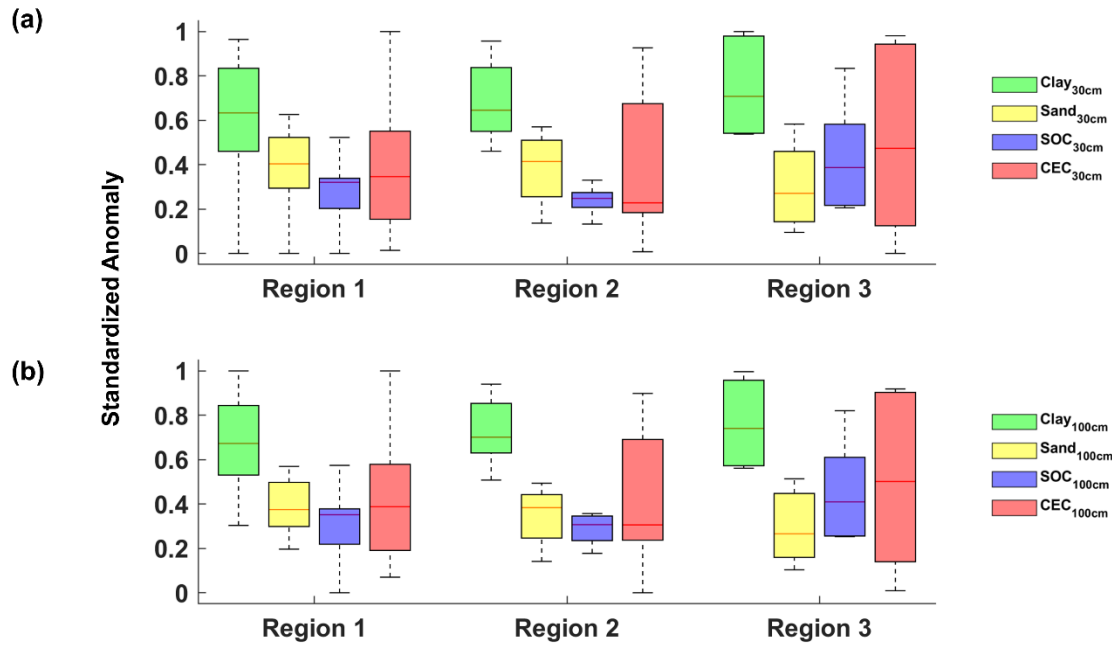 (a)
1
0.8
0.6
0.4
0.2
0
Region 1 Region 2 Region 3
Clay30cm
Sand30cm
SOC30cm
CEC30cm
Standardized Anomaly
(b)
1
0.8
0.6
0.4
0.2
0
Region 1 Region 2 Region 3
Clay100cm
Sand100cm
SOC100cm
CEC100cm